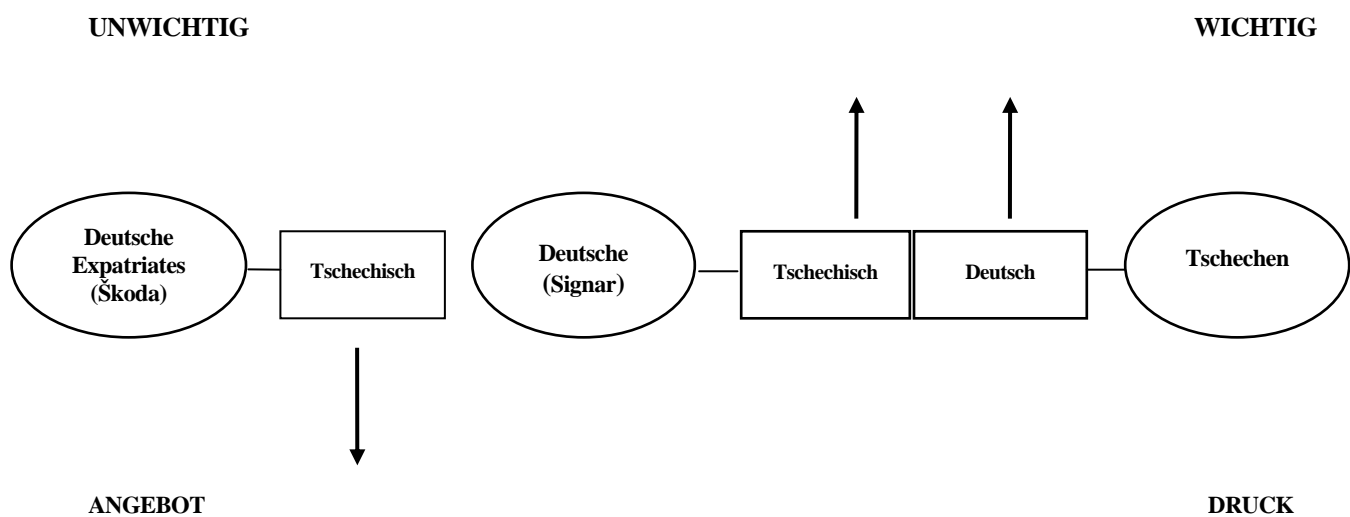 UNWICHTIG
WICHTIG
Deutsche
Expatriates
(Škoda)
Tschechisch
Deutsche
(Signar)
Tschechisch
Deutsch
Tschechen
ANGEBOT
DRUCK